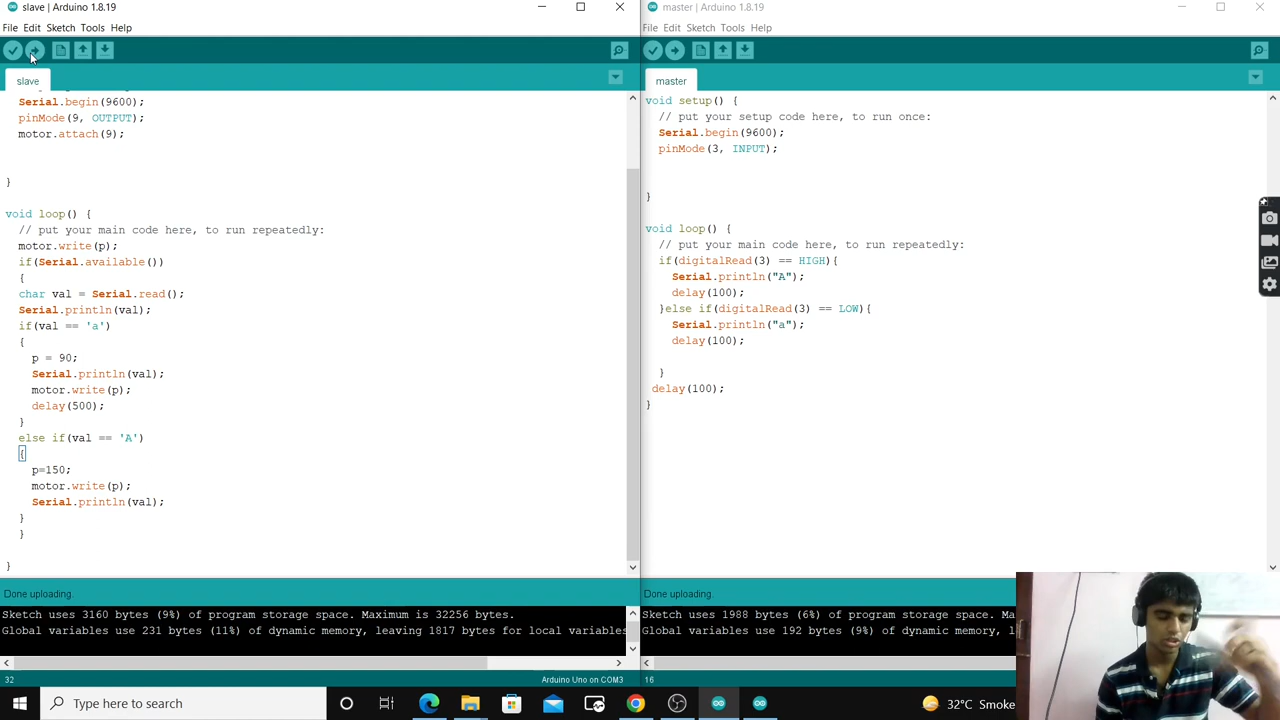 slave | Arduino 1.8.19
File Edit Sketch Tools Help
slave
Serial.begin(9600);
pinMode(9, OUTPUT);
motor.attach(9);
}
void loop() {
// put your main code here, to run repeatedly:
motor.write(p);
if(Serial.available())
{
char val = Serial.read();
Serial.println(val);
if(val == 'a')
{
p = 90;
Serial.println(val);
motor.write(p);
delay(500);
}
else if(val == 'A')
{
p=150;
motor.write(p);
Serial.println(val);
}
}
}
Done uploading.
Sketch uses 3160 bytes (9%) of program storage space. Maximum is 32256 bytes.
Global variables use 231 bytes (11%) of dynamic memory, leaving 1817 bytes for local variables
32
Arduino Uno on COM3
master | Arduino 1.8.19
File Edit Sketch Tools Help
master
void setup() {
// put your setup code here, to run once:
Serial.begin(9600);
pinMode(3, INPUT);
}
void loop() {
// put your main code here, to run repeatedly:
if(digitalRead(3) == HIGH){
Serial.println("A");
delay(100);
}else if(digitalRead(3) == LOW){
Serial.println("a");
delay(100);
}
delay(100);
}
Done uploading.
Sketch uses 1988 bytes (6%) of program storage space. Ma
Global variables use 192 bytes (9%) of dynamic memory, l
16
Type here to search
32°C Smoke